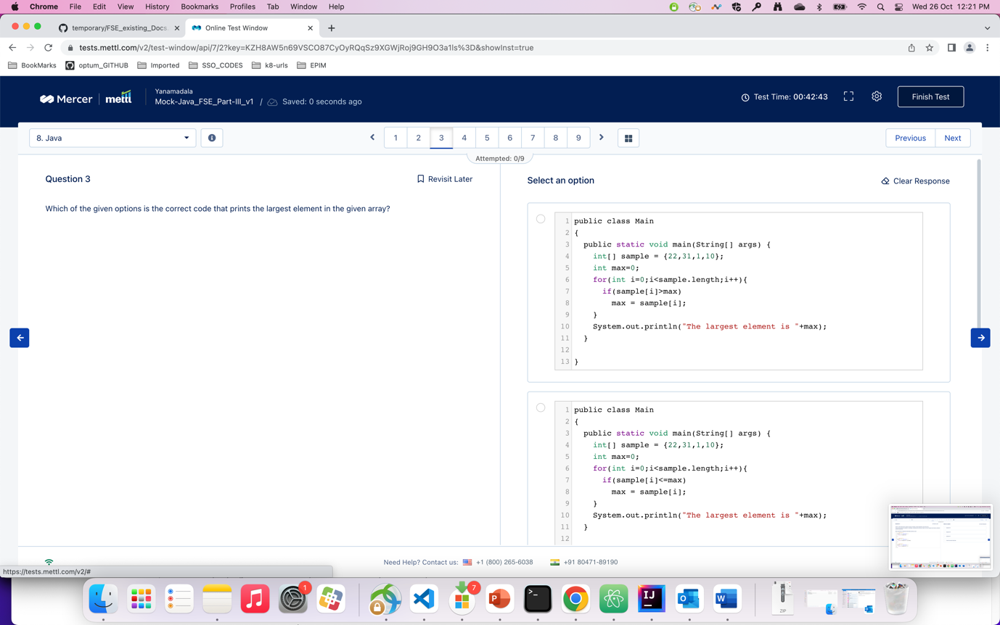 Chrome File Edit View History Bookmarks Profiles Tab Window Help Wed 26 Oct 12:21 PM
temporary/FSE_existing_Docs. Online Test Window
tests.mettl.com/v2/test-window/api/7/2?key=KZH8AW5n69VSCO87CyOyRQqSz9XGWjRoj9GH9O3a1ls%3D&showInst=true
BookMarks optum_GITHUB Imported SSO_CODES k8-urls EPIM
Mercer mettl
Yanamadala
Mock-Java_FSE_Part-III_v1 / Saved: 0 seconds ago
Test Time: 00:42:43
Finish Test
8. Java
1 2 3 4 5 6 7 8 9
Previous Next
Attempted: 0/9
Question 3
Revisit Later
Which of the given options is the correct code that prints the largest element in the given array?
Select an option
Clear Response
1 public class Main
2 {
3 public static void main(String[] args) {
4 int[] sample = {22,31,1,10};
5 int max=0;
6 for(int i=0;i<sample.length;i++){
7 if(sample[i]>max)
8 max = sample[i];
9 }
10 System.out.println("The largest element is "+max);
11 }
12
13 }
1 public class Main
2 {
3 public static void main(String[] args) {
4 int[] sample = {22,31,1,10};
5 int max=0;
6 for(int i=0;i<sample.length;i++){
7 if(sample[i]<=max)
8 max = sample[i];
9 }
10 System.out.println("The largest element is "+max);
11 }
12
Need Help? Contact us: +1 (800) 265-6038 +91 80471-89190
https://tests.mettl.com/v2/#
1
7
P
>_
IJ
O
W
ZIP